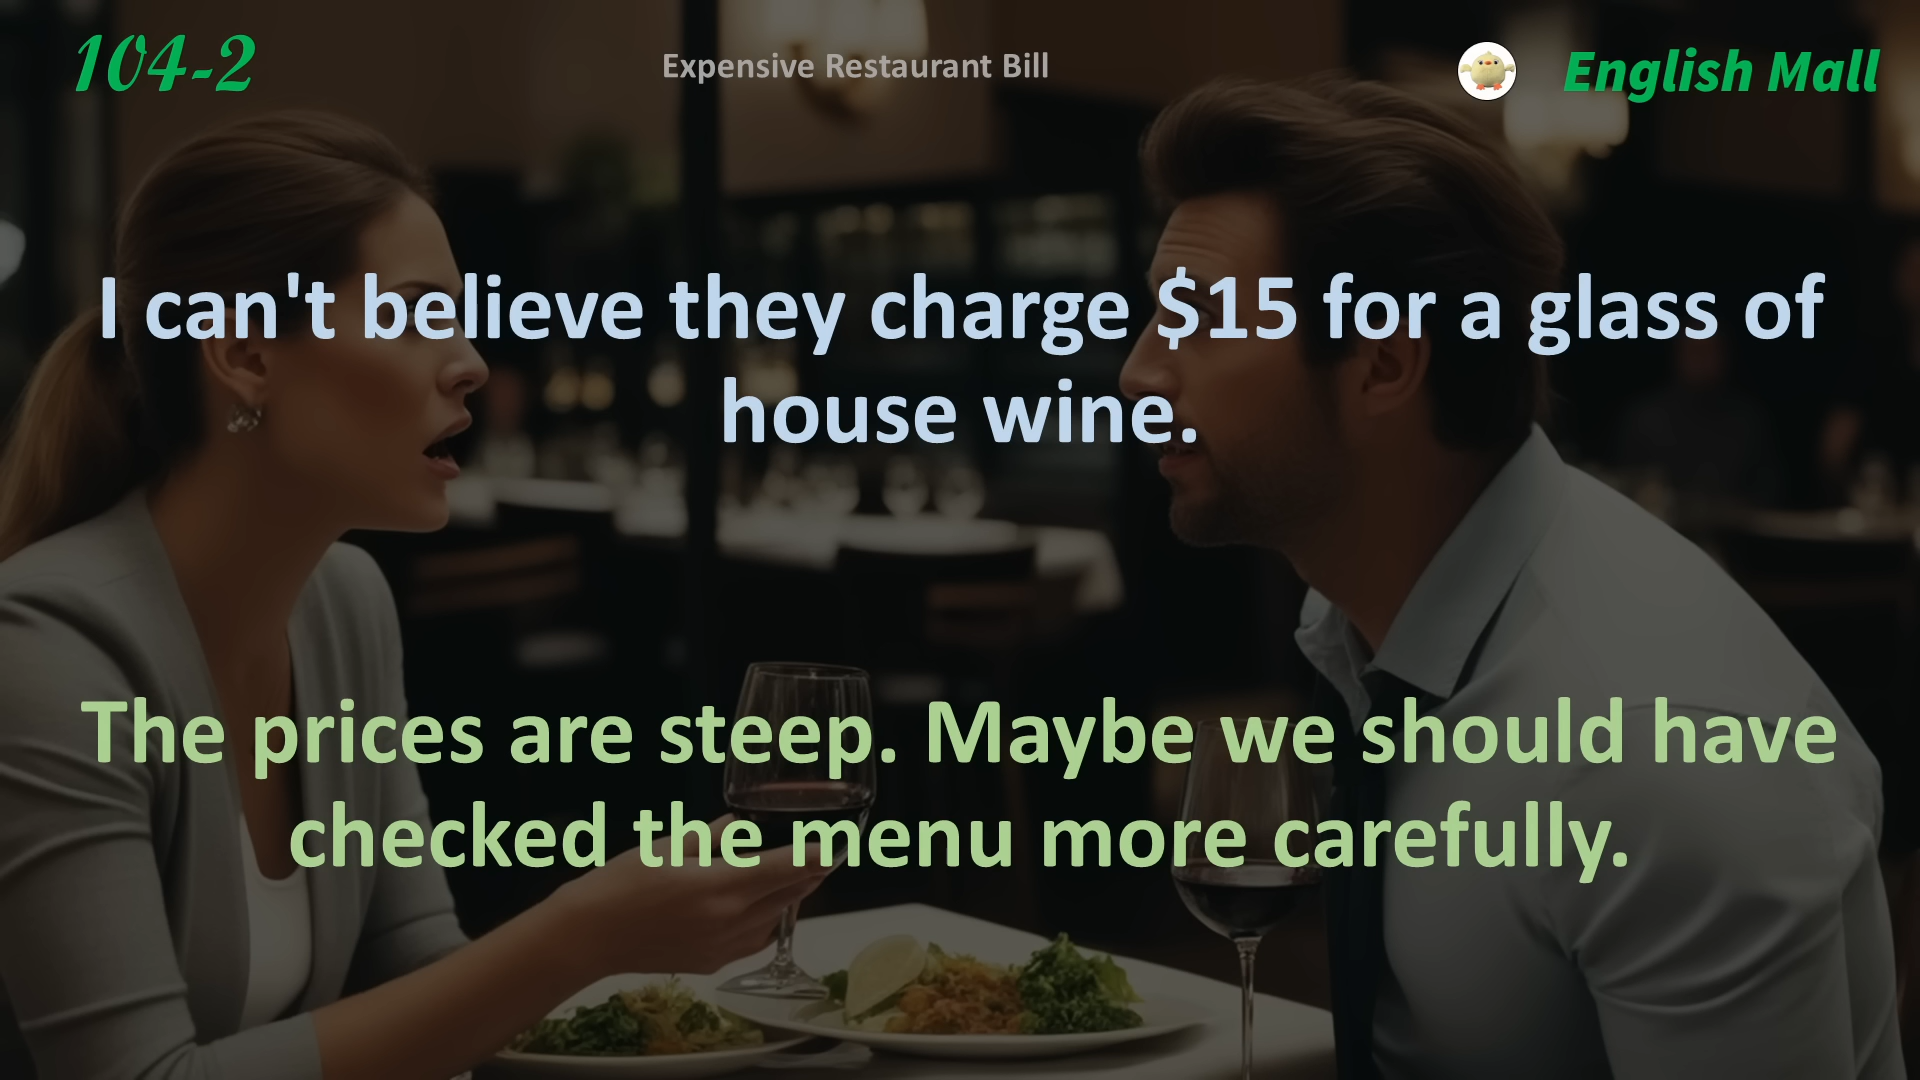 104-2
Expensive Restaurant Bill
English Mall
I can't believe they charge $15 for a glass of
house wine.
The prices are steep. Maybe we should have
checked the menu more carefully.